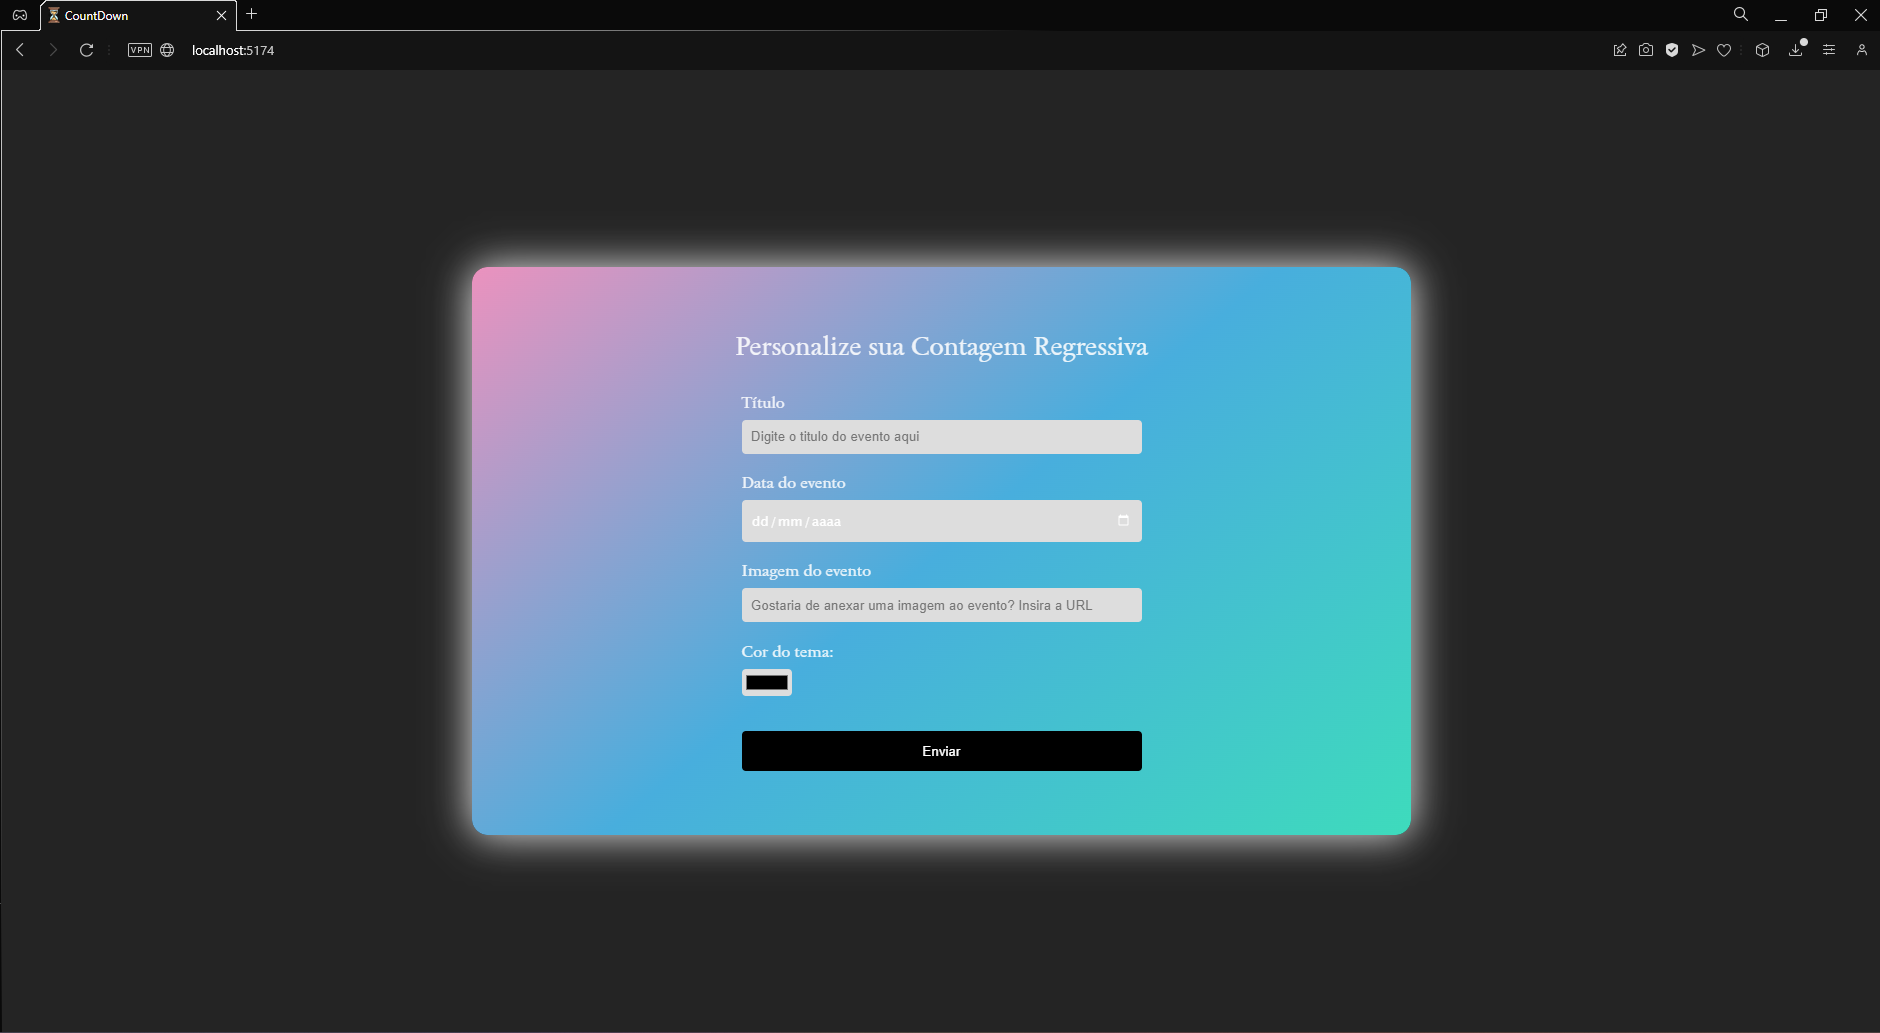 CountDown
VPN
localhost:5174
Personalize sua Contagem Regressiva
Título
Digite o titulo do evento aqui
Data do evento
dd/mm/aaaa
Imagem do evento
Gostaria de anexar uma imagem ao evento? Insira a URL
Cor do tema:
Enviar